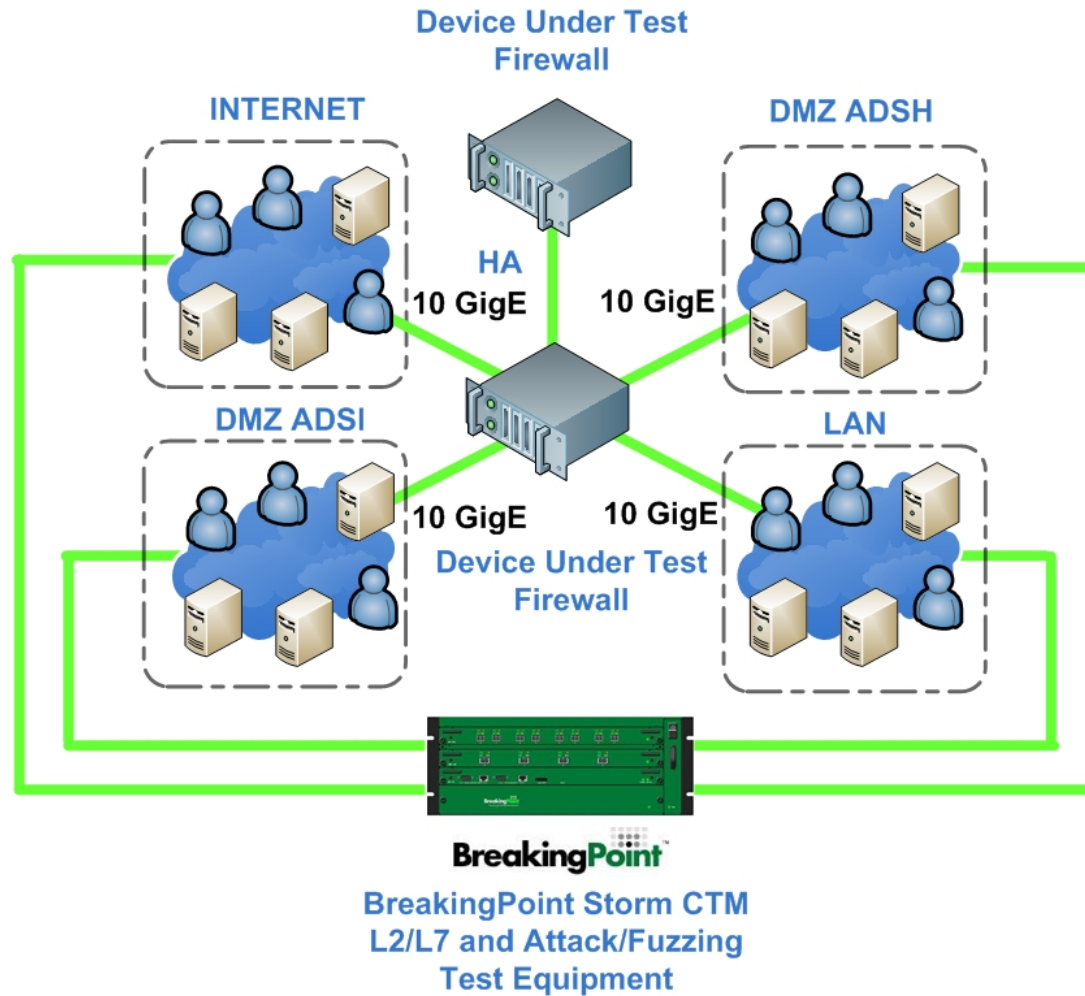 Device Under Test
Firewall
INTERNET
DMZ ADSH
HA
10 GigE
10 GigE
DMZ ADSI
LAN
10 GigE
10 GigE
Device Under Test
Firewall
BreakingPoint
BreakingPoint™
BreakingPoint Storm CTM
L2/L7 and Attack/Fuzzing
Test Equipment